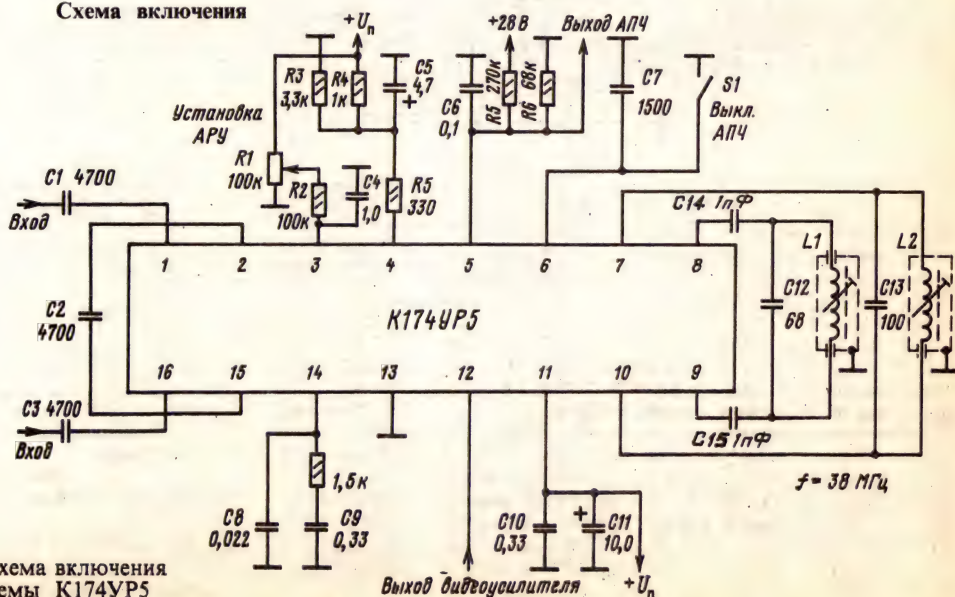 Схема включения
+Uп
+28 В
Выход АПЧ
R3
3,3к
R4
1к
C5
4,7
+
C6
0,1
R5
270к
R6
68к
C7
1500
S1
Выкл.
АПЧ
Установка
АРУ
R1
100к
R2
100к
C4
1,0
R5
330
C1 4700
Вход
C14 1пФ
L1
L2
1 2 3 4 5 6 7 8
C2
4700
К174УР5
C12
68
C13
100
16 15 14 13 12 11 10 9
C3 4700
Вход
C15 1пФ
1,5к
f = 38 МГц
C8
0,022
C9
0,33
C10
0,33
+
C11
10,0
Выход видеоусилителя
+Uп
хема включения
емы К174УР5